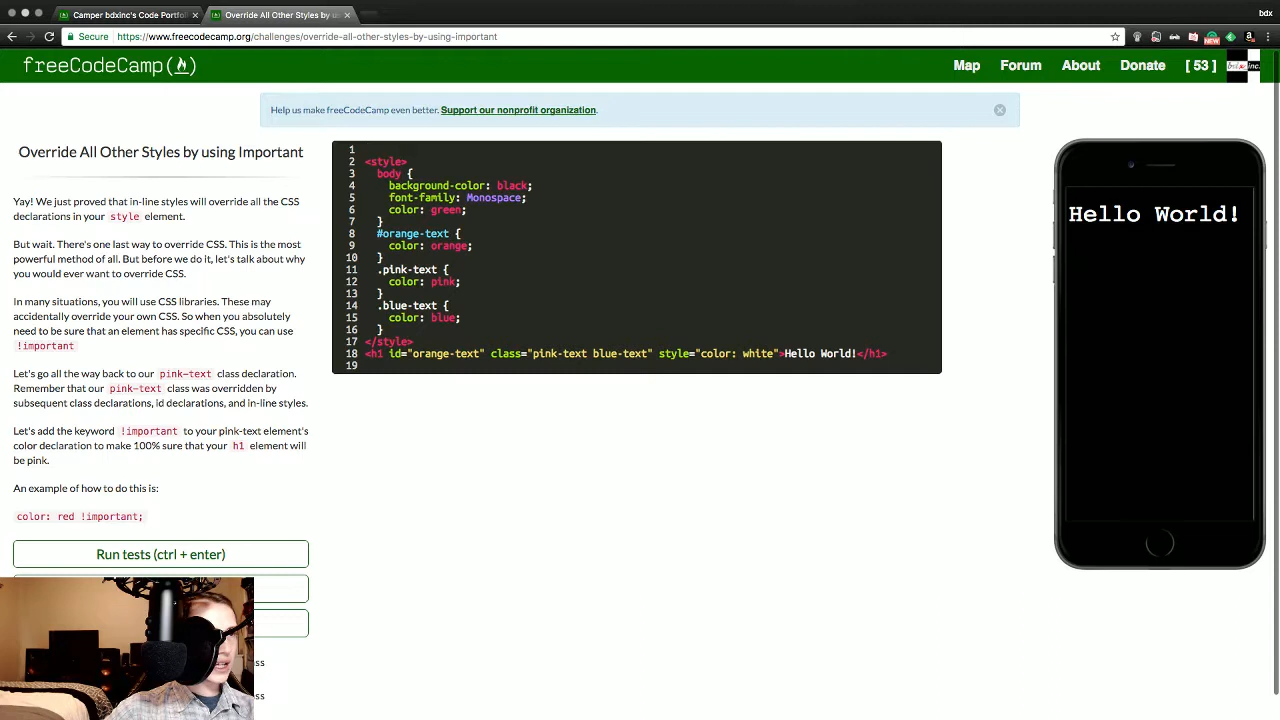 Camper bdxinc's Code Portfoli
Override All Other Styles by us
bdx
Secure
https://www.freecodecamp.org/challenges/override-all-other-styles-by-using-important
NEW
freeCodeCamp(
Map
Forum
About
Donate
[ 53 ]
bdx inc.
Help us make freeCodeCamp even better. Support our nonprofit organization.
Override All Other Styles by using Important
Yay! We just proved that in-line styles will override all the CSS
declarations in your style element.
But wait. There's one last way to override CSS. This is the most
powerful method of all. But before we do it, let's talk about why
you would ever want to override CSS.
In many situations, you will use CSS libraries. These may
accidentally override your own CSS. So when you absolutely
need to be sure that an element has specific CSS, you can use
!important
Let's go all the way back to our pink-text class declaration.
Remember that our pink-text class was overridden by
subsequent class declarations, id declarations, and in-line styles.
Let's add the keyword !important to your pink-text element's
color declaration to make 100% sure that your h1 element will
be pink.
An example of how to do this is:
color: red !important;
Run tests (ctrl + enter)
ss
ss
1
2 <style>
3 body {
4 background-color: black;
5 font-family: Monospace;
6 color: green;
7 }
8 #orange-text {
9 color: orange;
10 }
11 .pink-text {
12 color: pink;
13 }
14 .blue-text {
15 color: blue;
16 }
17 </style>
18 <h1 id="orange-text" class="pink-text blue-text" style="color: white">Hello World!</h1>
19
Hello World!